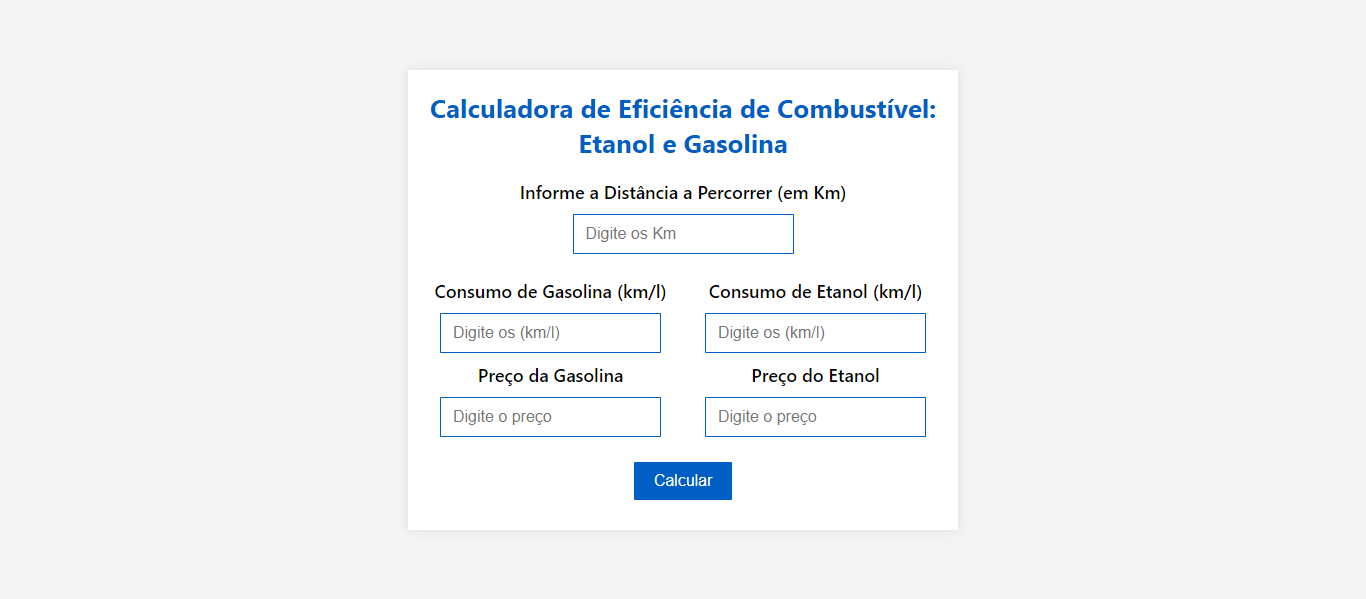 Calculadora de Eficiência de Combustível:
Etanol e Gasolina
Informe a Distância a Percorrer (em Km)
Digite os Km
Consumo de Gasolina (km/l)
Digite os (km/l)
Preço da Gasolina
Digite o preço
Consumo de Etanol (km/l)
Digite os (km/l)
Preço do Etanol
Digite o preço
Calcular